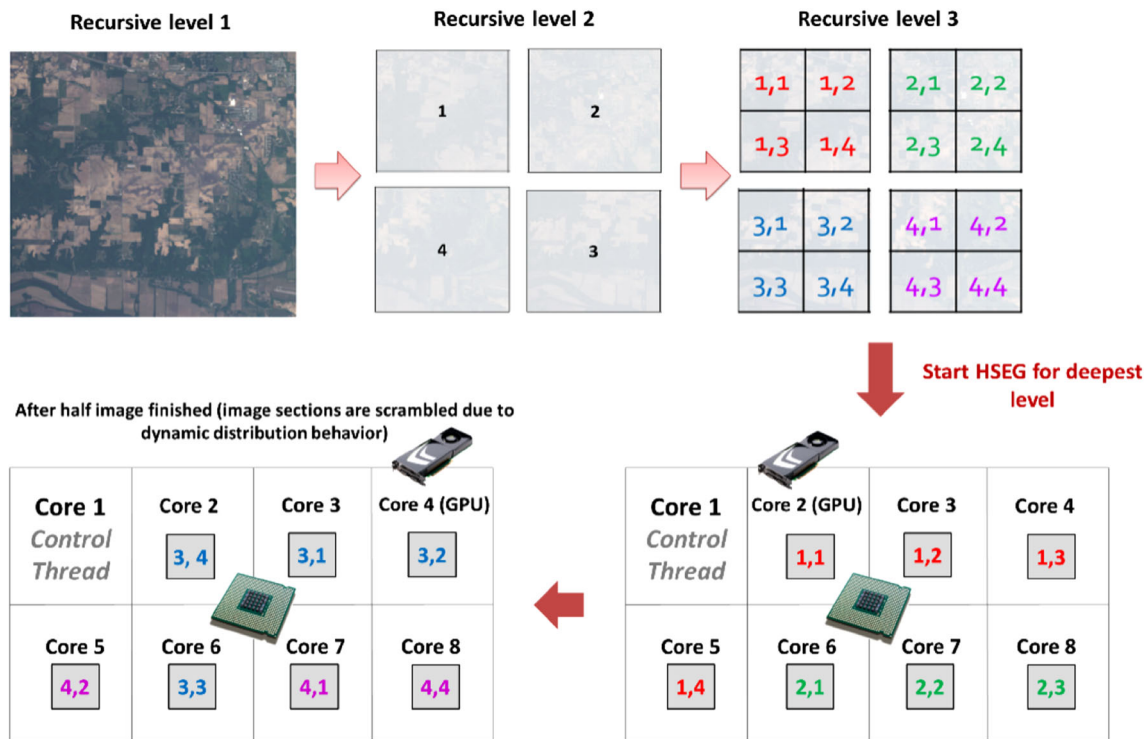 Recursive level 1
Recursive level 2
Recursive level 3
1
2
4
3
1,1 1,2
1,3 1,4
2,1 2,2
2,3 2,4
3,1 3,2
3,3 3,4
4,1 4,2
4,3 4,4
Start HSEG for deepest
level
After half image finished (image sections are scrambled due to
dynamic distribution behavior)
Core 1
Control
Thread
Core 2
3, 4
Core 3
3,1
Core 4 (GPU)
3,2
Core 5
4,2
Core 6
3,3
Core 7
4,1
Core 8
4,4
Core 1
Control
Thread
Core 2 (GPU)
1,1
Core 3
1,2
Core 4
1,3
Core 5
1,4
Core 6
2,1
Core 7
2,2
Core 8
2,3